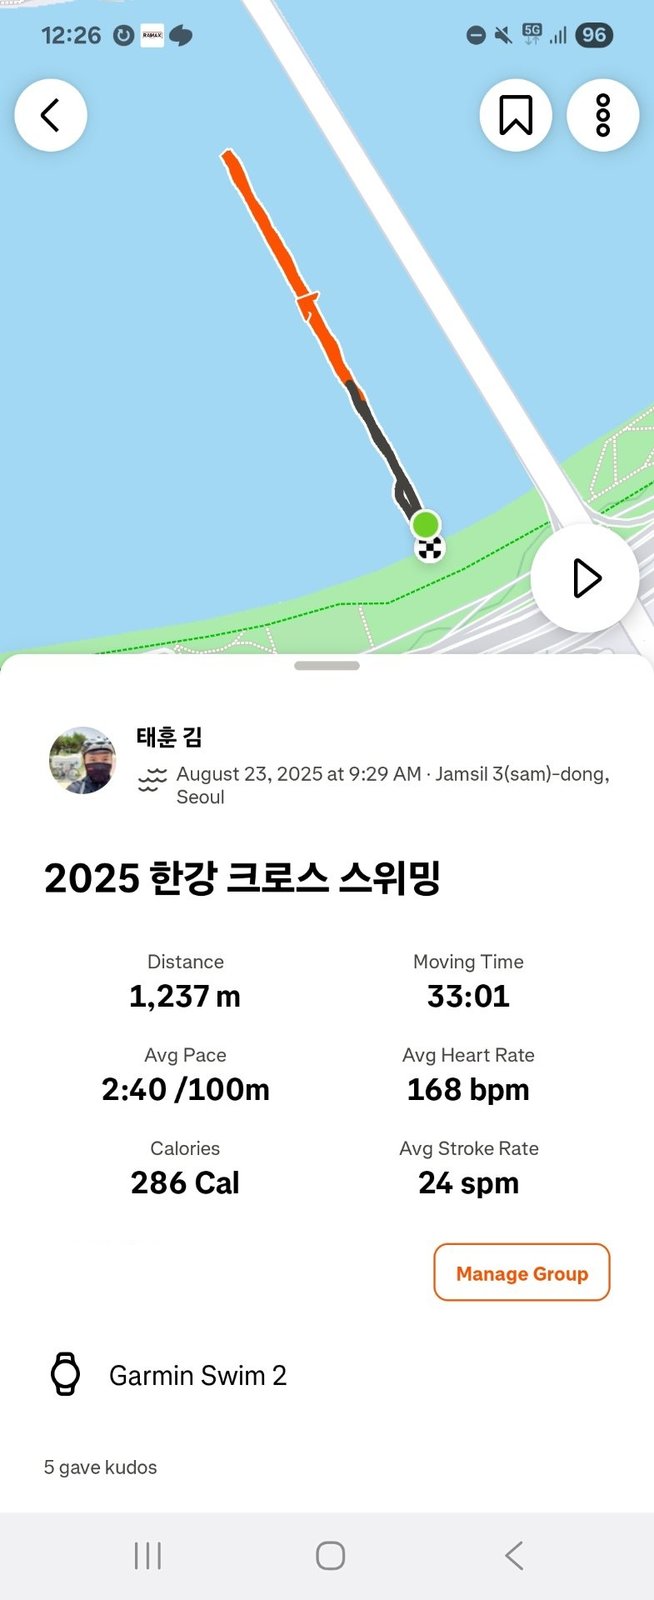 12:26
RAMAX
5G
96
태훈 김
August 23, 2025 at 9:29 AM · Jamsil 3(sam)-dong,
Seoul
2025 한강 크로스 스위밍
Distance
Moving Time
1,237 m
33:01
Avg Pace
Avg Heart Rate
2:40 /100m
168 bpm
Calories
Avg Stroke Rate
286 Cal
24 spm
Manage Group
Garmin Swim 2
5 gave kudos